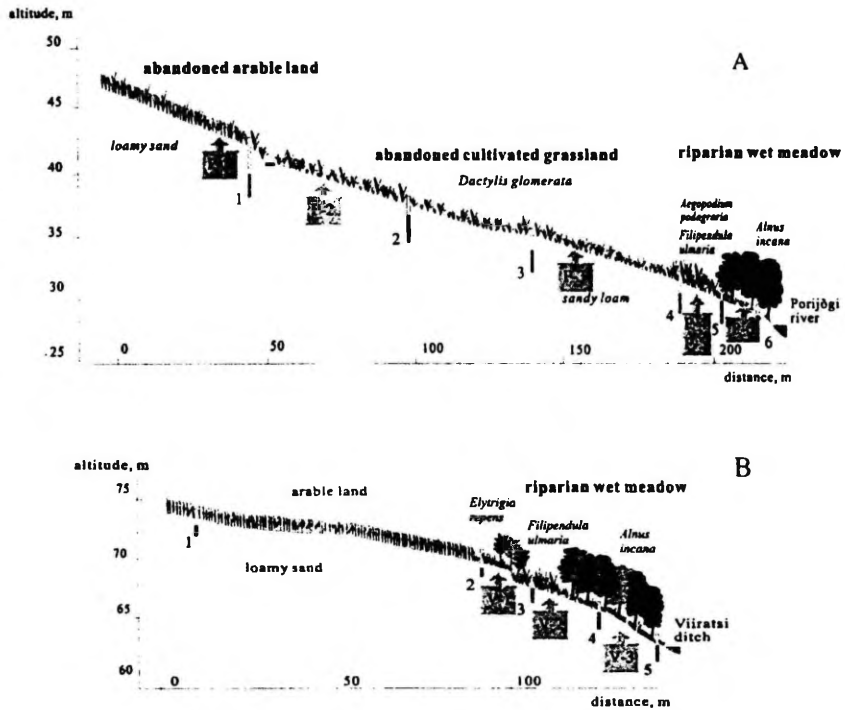 altitude, m
A
50
abandoned arable land
45
loamy sand
abandoned cultivated grassland
riparian wet meadow
40
Dactylis glomerata
Aegopodium
podagraria
Alnus
incana
1
Filipendula
ulmaria
35
2
3
30
sandy loam
4
5
6
Porijõgi
river
.25
0
50
100
150
200
distance, m
B
altitude, m
riparian wet meadow
75
arable land
Elytrigia
repens
Filipendula
ulmaria
Alnus
incana
1
70
loamy sand
2
3
4
Viiratsi
ditch
65
V-3
5
60
0
50
100
distance, m